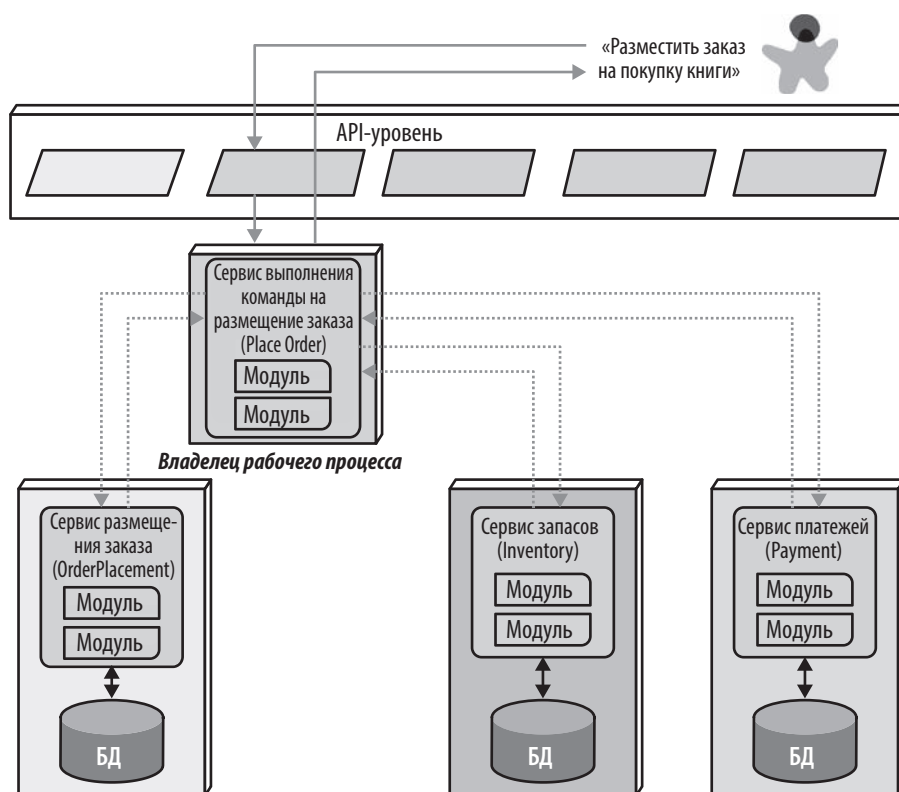 «Разместить заказ
на покупку книги»
API-уровень
Сервис выполнения
команды на
размещение заказа
(Place Order)
Модуль
Модуль
Владелец рабочего процесса
Сервис размеще-
ния заказа
(OrderPlacement)
Модуль
Модуль
БД
Сервис запасов
(Inventory)
Модуль
Модуль
БД
Сервис платежей
(Payment)
Модуль
Модуль
БД